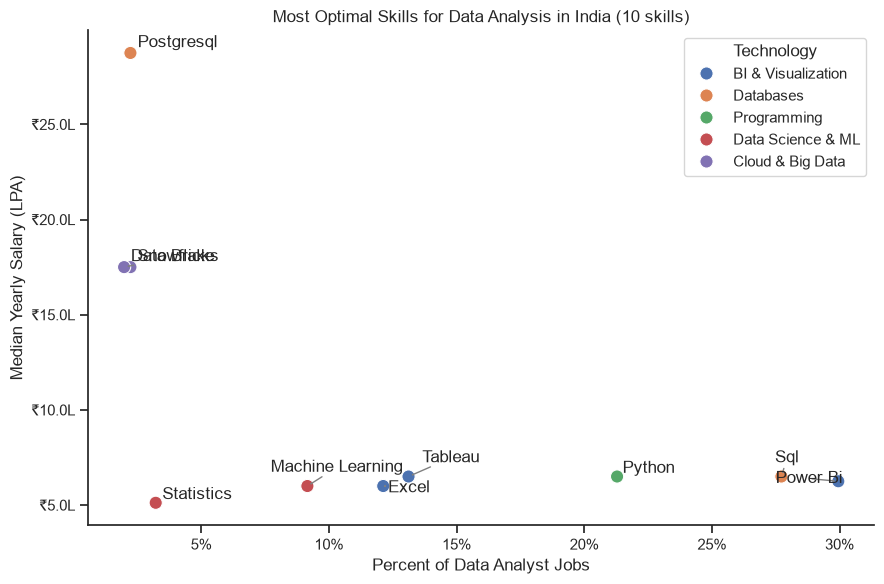 Most Optimal Skills for Data Analysis in India (10 skills)
Postgresql
Technology
BI & Visualization
Databases
Programming
Data Science & ML
Cloud & Big Data
₹25.0L
₹20.0L
₹15.0L
₹10.0L
₹5.0L
Median Yearly Salary (LPA)
Machine Learning
Tableau
Excel
Statistics
Python
Sql
Power Bi
5%
10%
15%
20%
25%
30%
Percent of Data Analyst Jobs